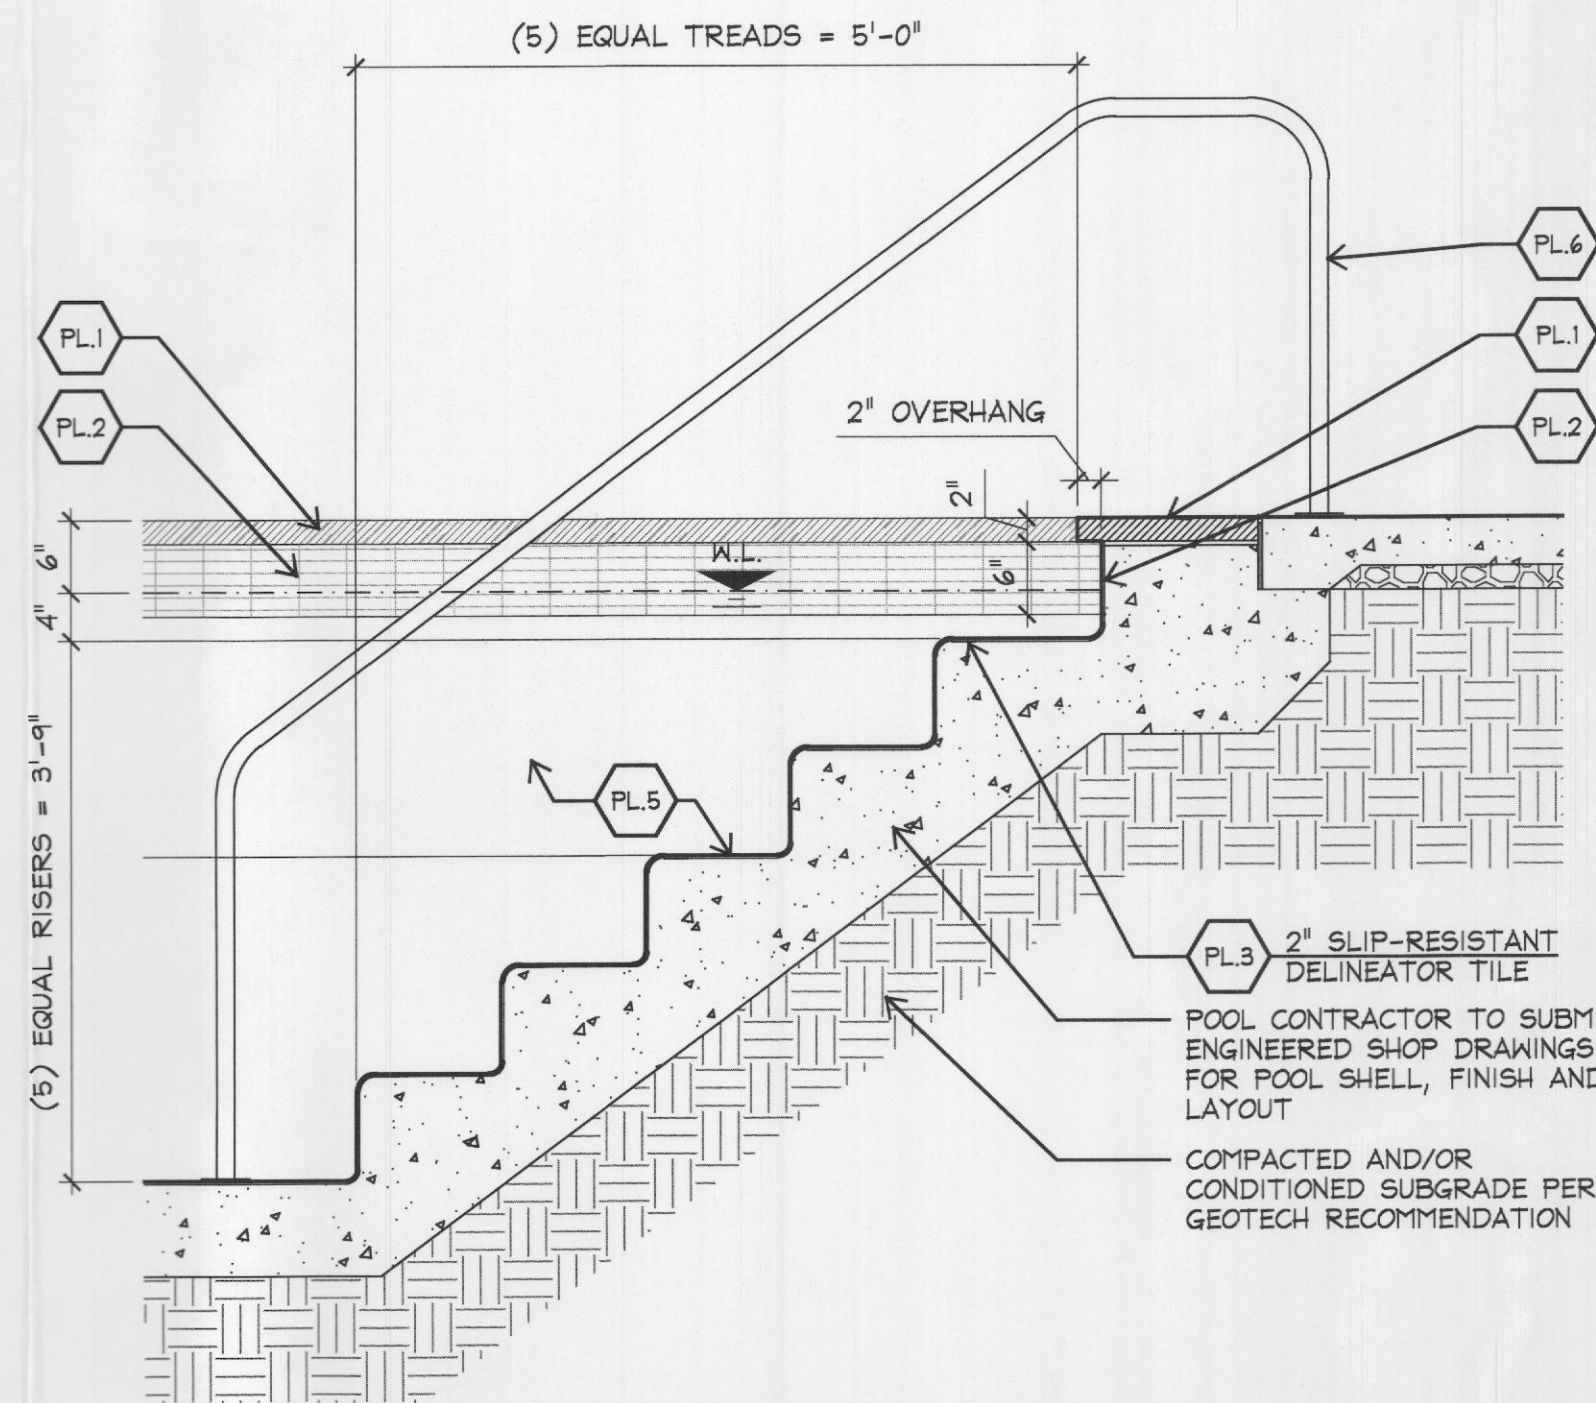 (5) EQUAL TREADS = 5'-0"
PL.6
PL.1
PL.1
PL.2
PL.2
2" OVERHANG
2"
W.L.
6"
6"
4"
(5) EQUAL RISERS = 3'-9"
PL.5
PL.3 2" SLIP-RESISTANT
DELINEATOR TILE
POOL CONTRACTOR TO SUBM
ENGINEERED SHOP DRAWINGS
FOR POOL SHELL, FINISH AND
LAYOUT
COMPACTED AND/OR
CONDITIONED SUBGRADE PER
GEOTECH RECOMMENDATION